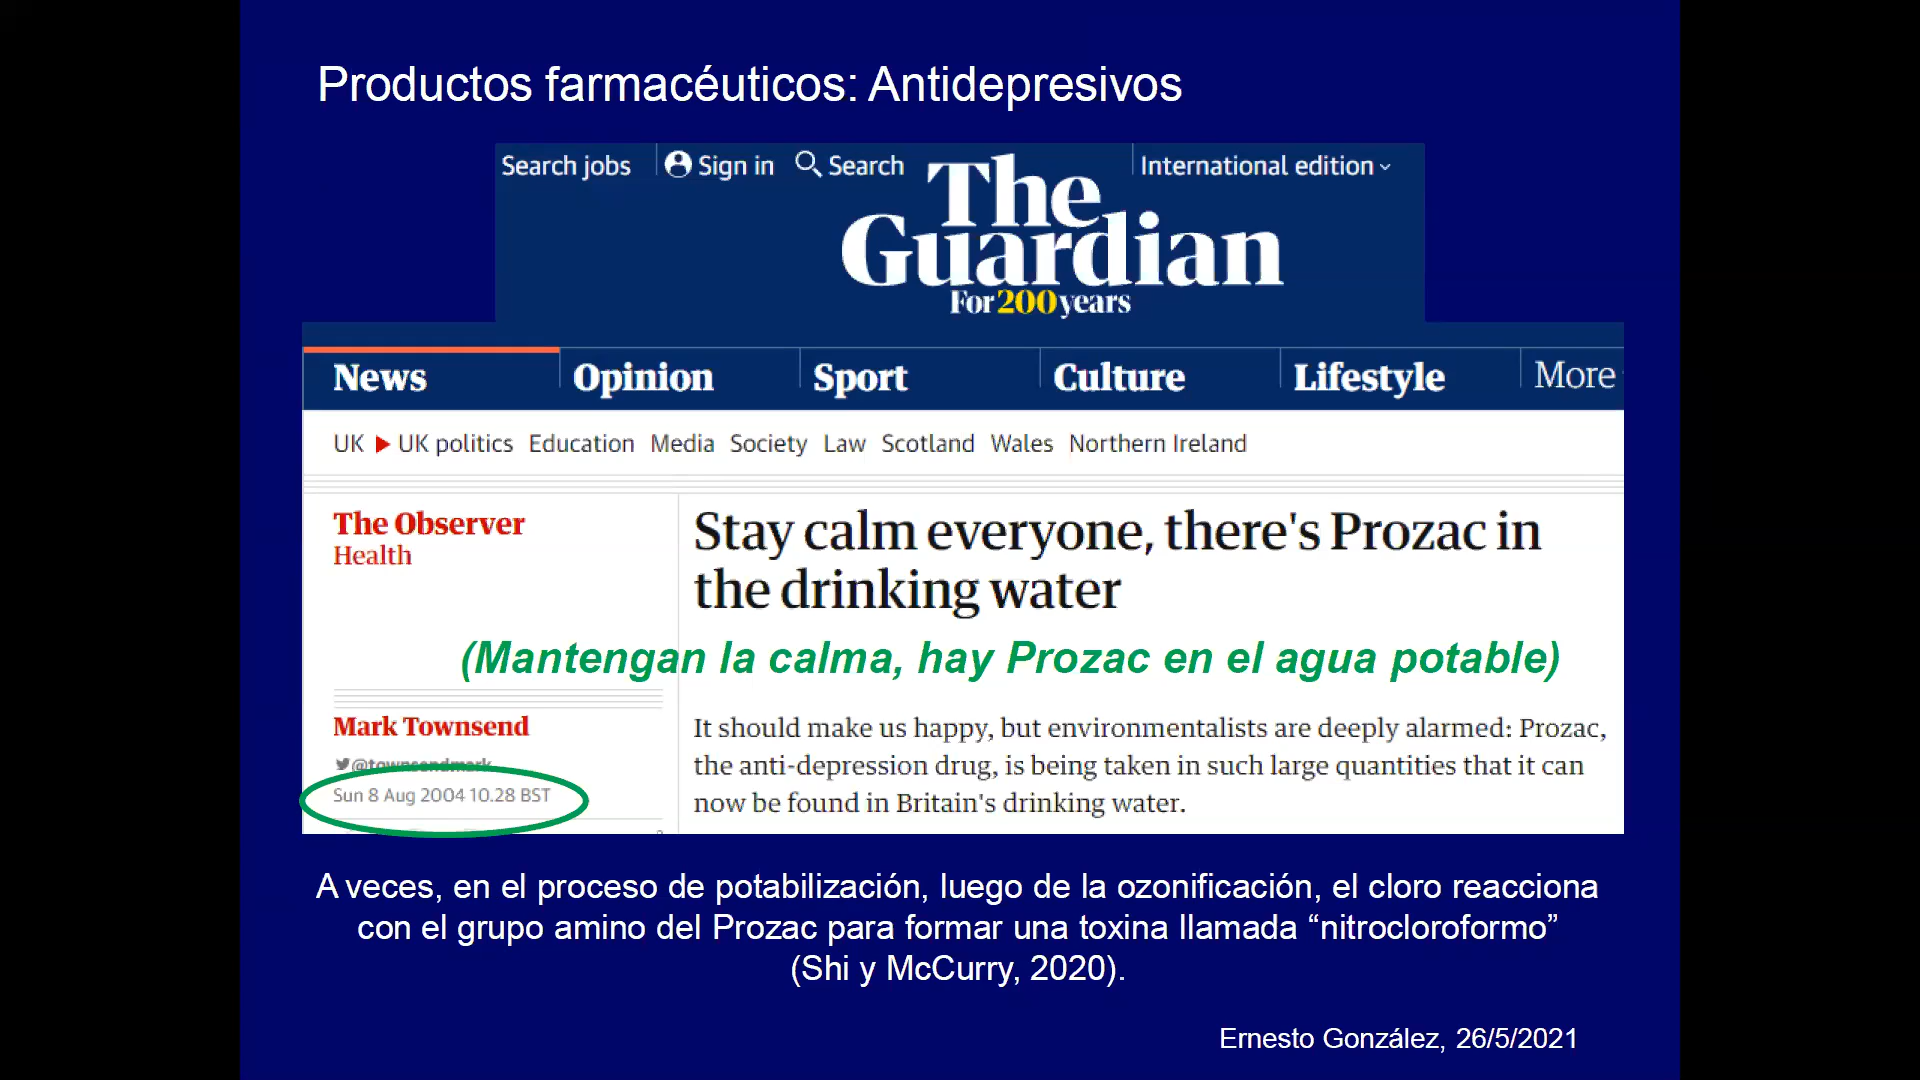 Productos farmacéuticos: Antidepresivos
Search jobs
Sign in
Search
International edition
The
Guardian
For 200 years
News
Opinion
Sport
Culture
Lifestyle
More
UK
UK politics
Education
Media
Society
Law
Scotland
Wales
Northern Ireland
The Observer
Health
Stay calm everyone, there's Prozac in
the drinking water
(Mantengan la calma, hay Prozac en el agua potable)
Mark Townsend
@townsendmark
Sun 8 Aug 2004 10.28 BST
It should make us happy, but environmentalists are deeply alarmed: Prozac,
the anti-depression drug, is being taken in such large quantities that it can
now be found in Britain's drinking water.
A veces, en el proceso de potabilización, luego de la ozonificación, el cloro reacciona
con el grupo amino del Prozac para formar una toxina llamada “nitrocloroformo”
(Shi y McCurry, 2020).
Ernesto González, 26/5/2021